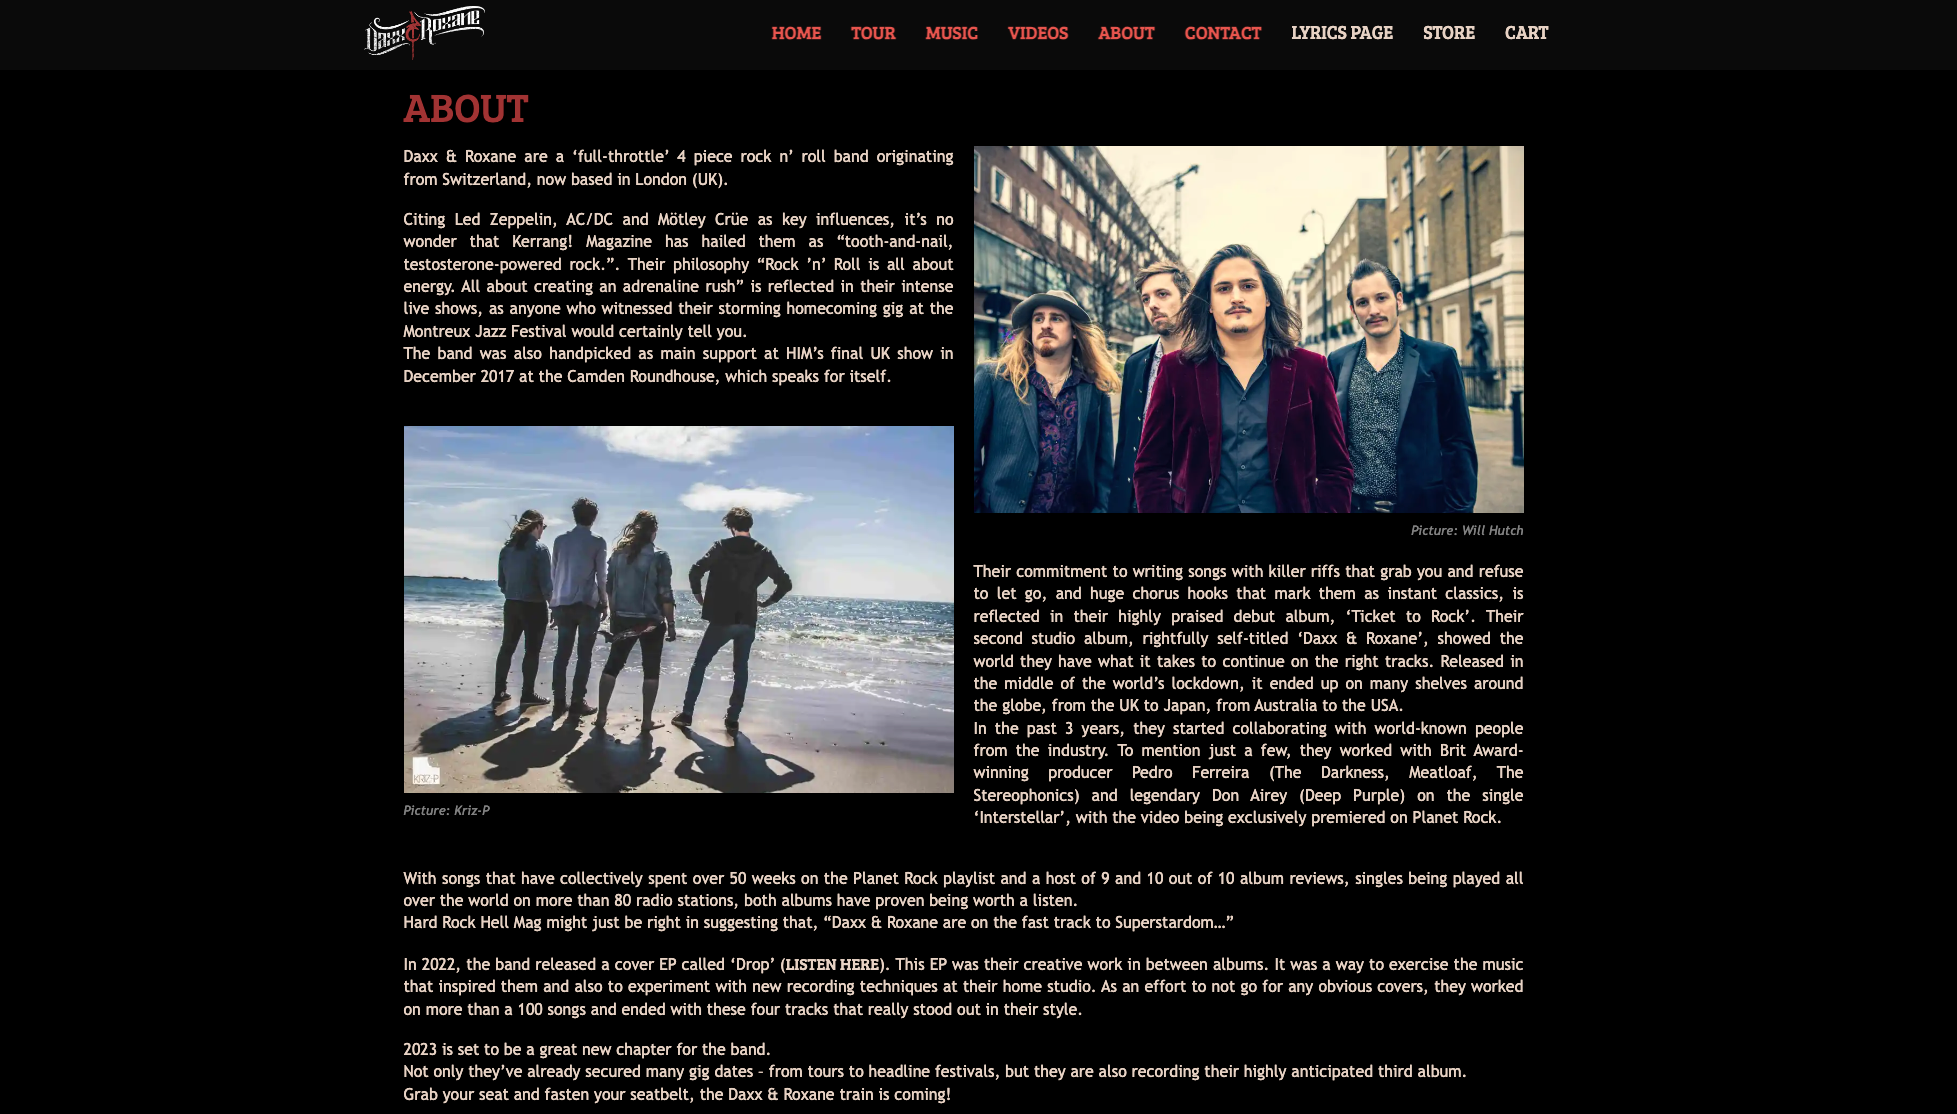 Daxx & Roxane
HOME TOUR MUSIC VIDEOS ABOUT CONTACT LYRICS PAGE STORE CART
ABOUT
Daxx & Roxane are a ‘full-throttle’ 4 piece rock n’ roll band originating
from Switzerland, now based in London (UK).
Citing Led Zeppelin, AC/DC and Mötley Crüe as key influences, it’s no
wonder that Kerrang! Magazine has hailed them as “tooth-and-nail,
testosterone-powered rock.”. Their philosophy “Rock ’n’ Roll is all about
energy. All about creating an adrenaline rush” is reflected in their intense
live shows, as anyone who witnessed their storming homecoming gig at the
Montreux Jazz Festival would certainly tell you.
The band was also handpicked as main support at HIM’s final UK show in
December 2017 at the Camden Roundhouse, which speaks for itself.
KRIZ-P
Picture: Kriz-P
Picture: Will Hutch
Their commitment to writing songs with killer riffs that grab you and refuse
to let go, and huge chorus hooks that mark them as instant classics, is
reflected in their highly praised debut album, ‘Ticket to Rock’. Their
second studio album, rightfully self-titled ‘Daxx & Roxane’, showed the
world they have what it takes to continue on the right tracks. Released in
the middle of the world’s lockdown, it ended up on many shelves around
the globe, from the UK to Japan, from Australia to the USA.
In the past 3 years, they started collaborating with world-known people
from the industry. To mention just a few, they worked with Brit Award-
winning producer Pedro Ferreira (The Darkness, Meatloaf, The
Stereophonics) and legendary Don Airey (Deep Purple) on the single
‘Interstellar’, with the video being exclusively premiered on Planet Rock.
With songs that have collectively spent over 50 weeks on the Planet Rock playlist and a host of 9 and 10 out of 10 album reviews, singles being played all
over the world on more than 80 radio stations, both albums have proven being worth a listen.
Hard Rock Hell Mag might just be right in suggesting that, “Daxx & Roxane are on the fast track to Superstardom…”
In 2022, the band released a cover EP called ‘Drop’ (LISTEN HERE). This EP was their creative work in between albums. It was a way to exercise the music
that inspired them and also to experiment with new recording techniques at their home studio. As an effort to not go for any obvious covers, they worked
on more than a 100 songs and ended with these four tracks that really stood out in their style.
2023 is set to be a great new chapter for the band.
Not only they’ve already secured many gig dates – from tours to headline festivals, but they are also recording their highly anticipated third album.
Grab your seat and fasten your seatbelt, the Daxx & Roxane train is coming!